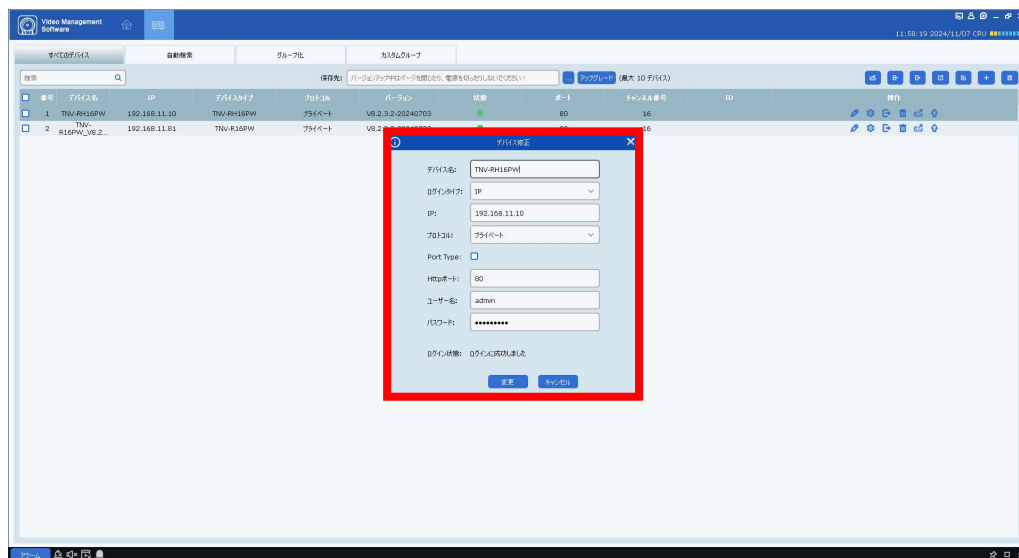 Video Management
Software
11:58:19 2024/11/07 CPU
すべてのデバイス 自動検索 グループ化 カスタムグループ
検索 保存先: バージョンアップ中はページを閉じたり、電源を切ったりしないでください! ... アップグレード (最大 10 デバイス)
番号 デバイス名 IP デバイスタイプ プロトコル バージョン 状態 ポート チャンネル番号 ID 操作
1 TNV-RH16PW 192.168.11.10 TNV-RH16PW プライベート V8.2.3.2-20240703 80 16
2 TNV-R16PW_V8.2... 192.168.11.81 TNV-R16PW プライベート 16
デバイス修正
デバイス名: TNV-RH16PW
ログインタイプ: IP
IP: 192.168.11.10
プロトコル: プライベート
Port Type:
Httpポート: 80
ユーザー名: admin
パスワード: •••••••••
ログイン状態: ログインに成功しました
変更 キャンセル
アラーム